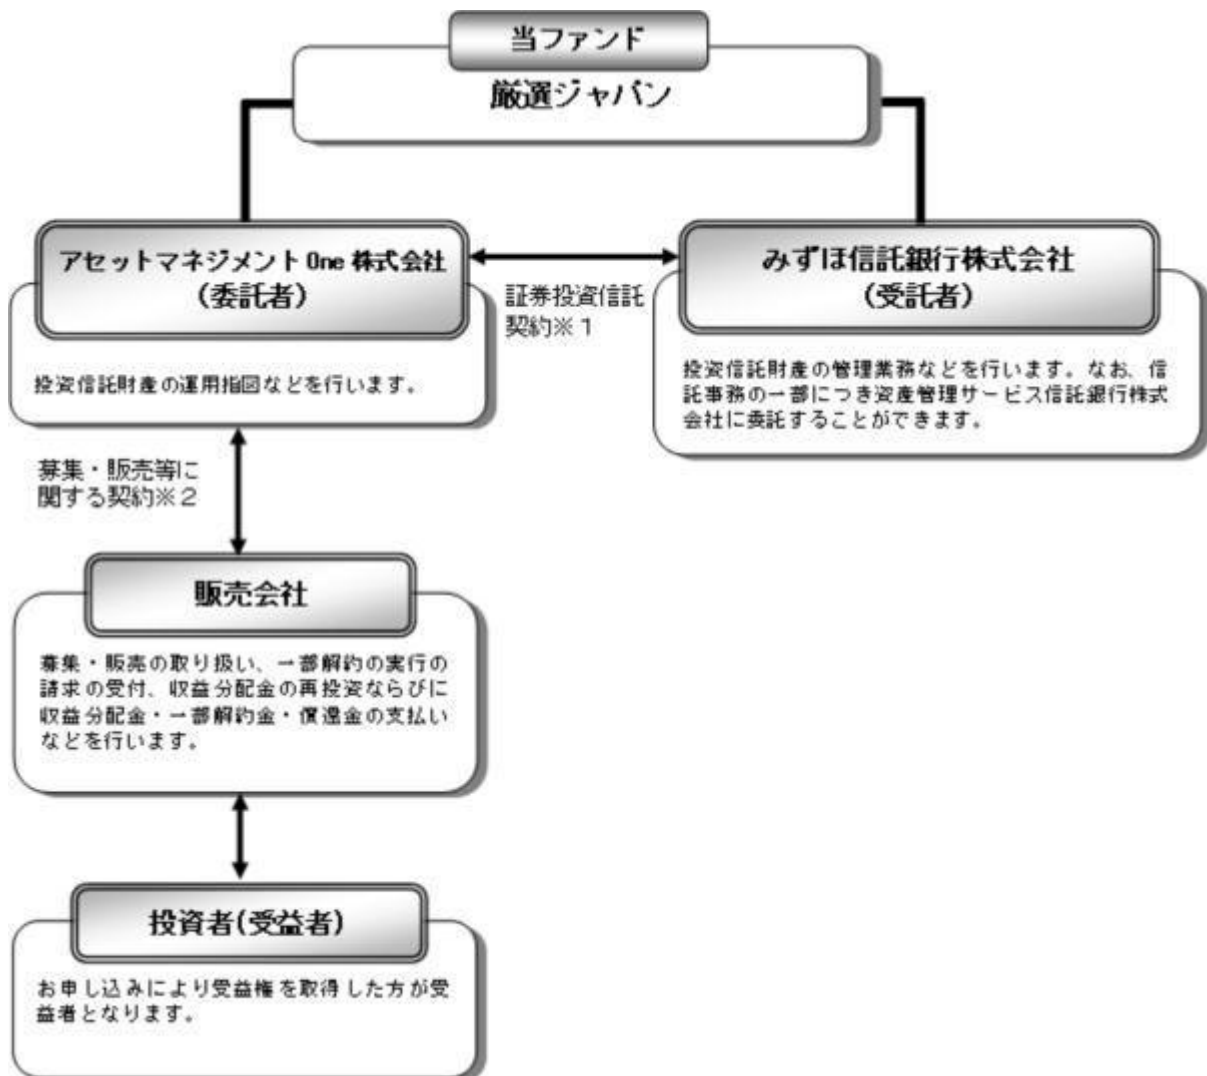 当ファンド
厳選ジャパン
アセットマネジメントOne 株式会社
(委託者)
証券投資信託
契約※1
みずほ信託銀行株式会社
(受託者)
投資信託財産の運用指図などを行います。
投資信託財産の管理業務などを行います。なお、信
託事務の一部につき資産管理サービス信託銀行株式
会社に委託することができます。
募集・販売等に
関する契約※2
販売会社
募集・販売の取り扱い、一部解約の実行の
請求の受付、収益分配金の再投資ならびに
収益分配金・一部解約金・償還金の支払い
などを行います。
投資者(受益者)
お申し込みにより受益権を取得した方が受
益者となります。